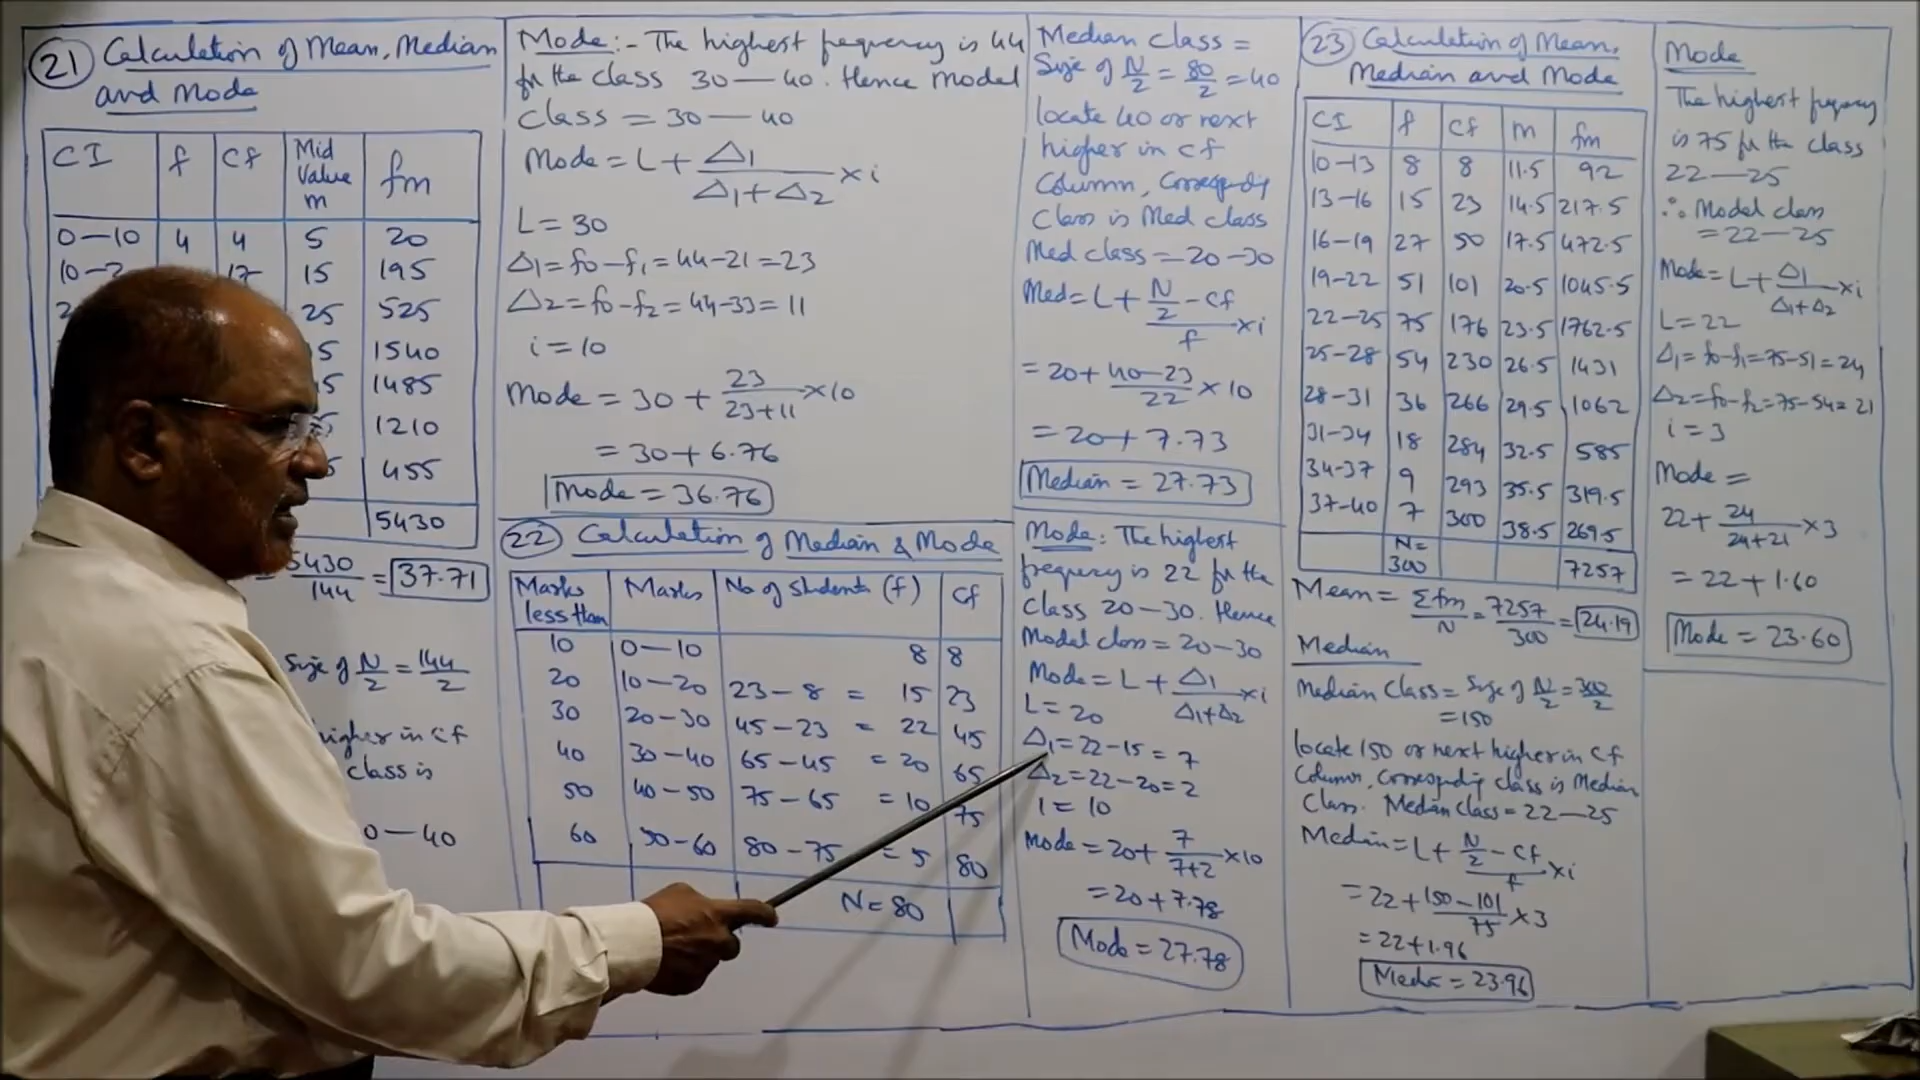 21 Calculation of Mean, Median
and Mode
CI f Cf Mid Value m fm
0—10 4 4 5 20
10–2 17 15 195
2 25 525
5 1540
5 1485
5 1210
5 455
5430
= 5430/144 = 37.71
Size of N/2 = 144/2
higher in cf
class is
0—40
Mode:- The highest frequency is 44
for the class 30—40. Hence Model
class = 30—40
Mode = L + Δ1/(Δ1+Δ2) × i
L = 30
Δ1 = f0–f1 = 44–21 = 23
Δ2 = f0–f2 = 44–33 = 11
i = 10
Mode = 30 + 23/(23+11) × 10
= 30 + 6.76
Mode = 36.76
22 Calculation of Median & Mode
Marks less than Marks No of students (f) Cf
10 0—10 8 8
20 10–20 23–8 = 15 23
30 20–30 45–23 = 22 45
40 30–40 65–45 = 20 65
50 40–50 75–65 = 10 75
60 50–60 80–75 = 5 80
N = 80
Median class =
Size of N/2 = 80/2 = 40
locate 40 or next
higher in cf
Column, Correspondig
Class is Med class
Med class = 20–30
Med = L + (N/2 – cf)/f × i
= 20 + (40–23)/22 × 10
= 20 + 7.73
Median = 27.73
Mode: The highest
frequency is 22 for the
class 20–30. Hence
Model class = 20–30
Mode = L + Δ1/(Δ1+Δ2) × i
L = 20
Δ1 = 22–15 = 7
Δ2 = 22–20 = 2
i = 10
Mode = 20 + 7/(7+2) × 10
= 20 + 7.78
Mode = 27.78
23 Calculation of Mean,
Median and Mode
CI f Cf m fm
10–13 8 8 11.5 92
13–16 15 23 14.5 217.5
16–19 27 50 17.5 472.5
19–22 51 101 20.5 1045.5
22–25 75 176 23.5 1762.5
25–28 54 230 26.5 1431
28–31 36 266 29.5 1062
31–34 18 284 32.5 585
34–37 9 293 35.5 319.5
37–40 7 300 38.5 269.5
N = 300 7257
Mean = Σfm/N = 7257/300 = 24.19
Median
Median Class = Size of N/2 = 300/2
= 150
locate 150 or next higher in Cf
Column, Correspondig class is Median
Class. Median class = 22—25
Median = L + (N/2 – Cf)/f × i
= 22 + (150–101)/75 × 3
= 22 + 1.96
Media = 23.96
Mode
The highest frequency
is 75 for the class
22—25
∴ Model class
= 22—25
Mode = L + Δ1/(Δ1+Δ2) × i
L = 22
Δ1 = f0–f1 = 75–51 = 24
Δ2 = f0–f2 = 75–54 = 21
i = 3
Mode =
22 + 24/(24+21) × 3
= 22 + 1.60
Mode = 23.60